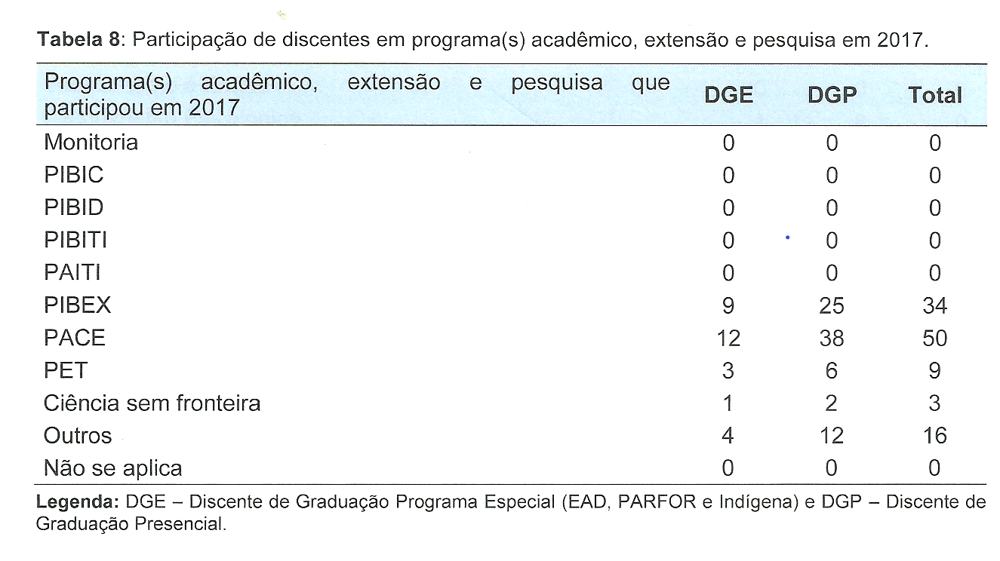 Tabela 8: Participação de discentes em programa(s) acadêmico, extensão e pesquisa em 2017.
Programa(s) acadêmico, extensão e pesquisa que participou em 2017 DGE DGP Total
Monitoria 0 0 0
PIBIC 0 0 0
PIBID 0 0 0
PIBITI 0 0 0
PAITI 0 0 0
PIBEX 9 25 34
PACE 12 38 50
PET 3 6 9
Ciência sem fronteira 1 2 3
Outros 4 12 16
Não se aplica 0 0 0
Legenda: DGE – Discente de Graduação Programa Especial (EAD, PARFOR e Indígena) e DGP – Discente de
Graduação Presencial.